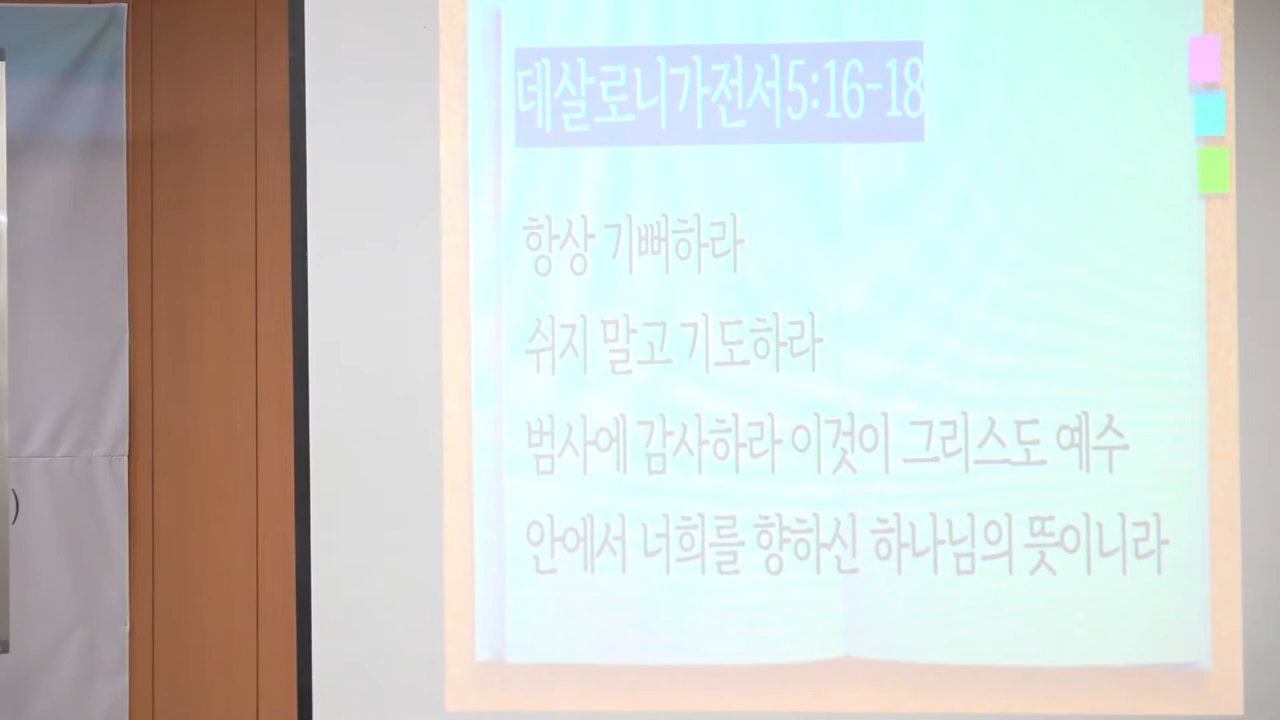 데살로니가전서5:16-18
항상 기뻐하라
쉬지 말고 기도하라
범사에 감사하라 이것이 그리스도 예수
안에서 너희를 향하신 하나님의 뜻이니라
)